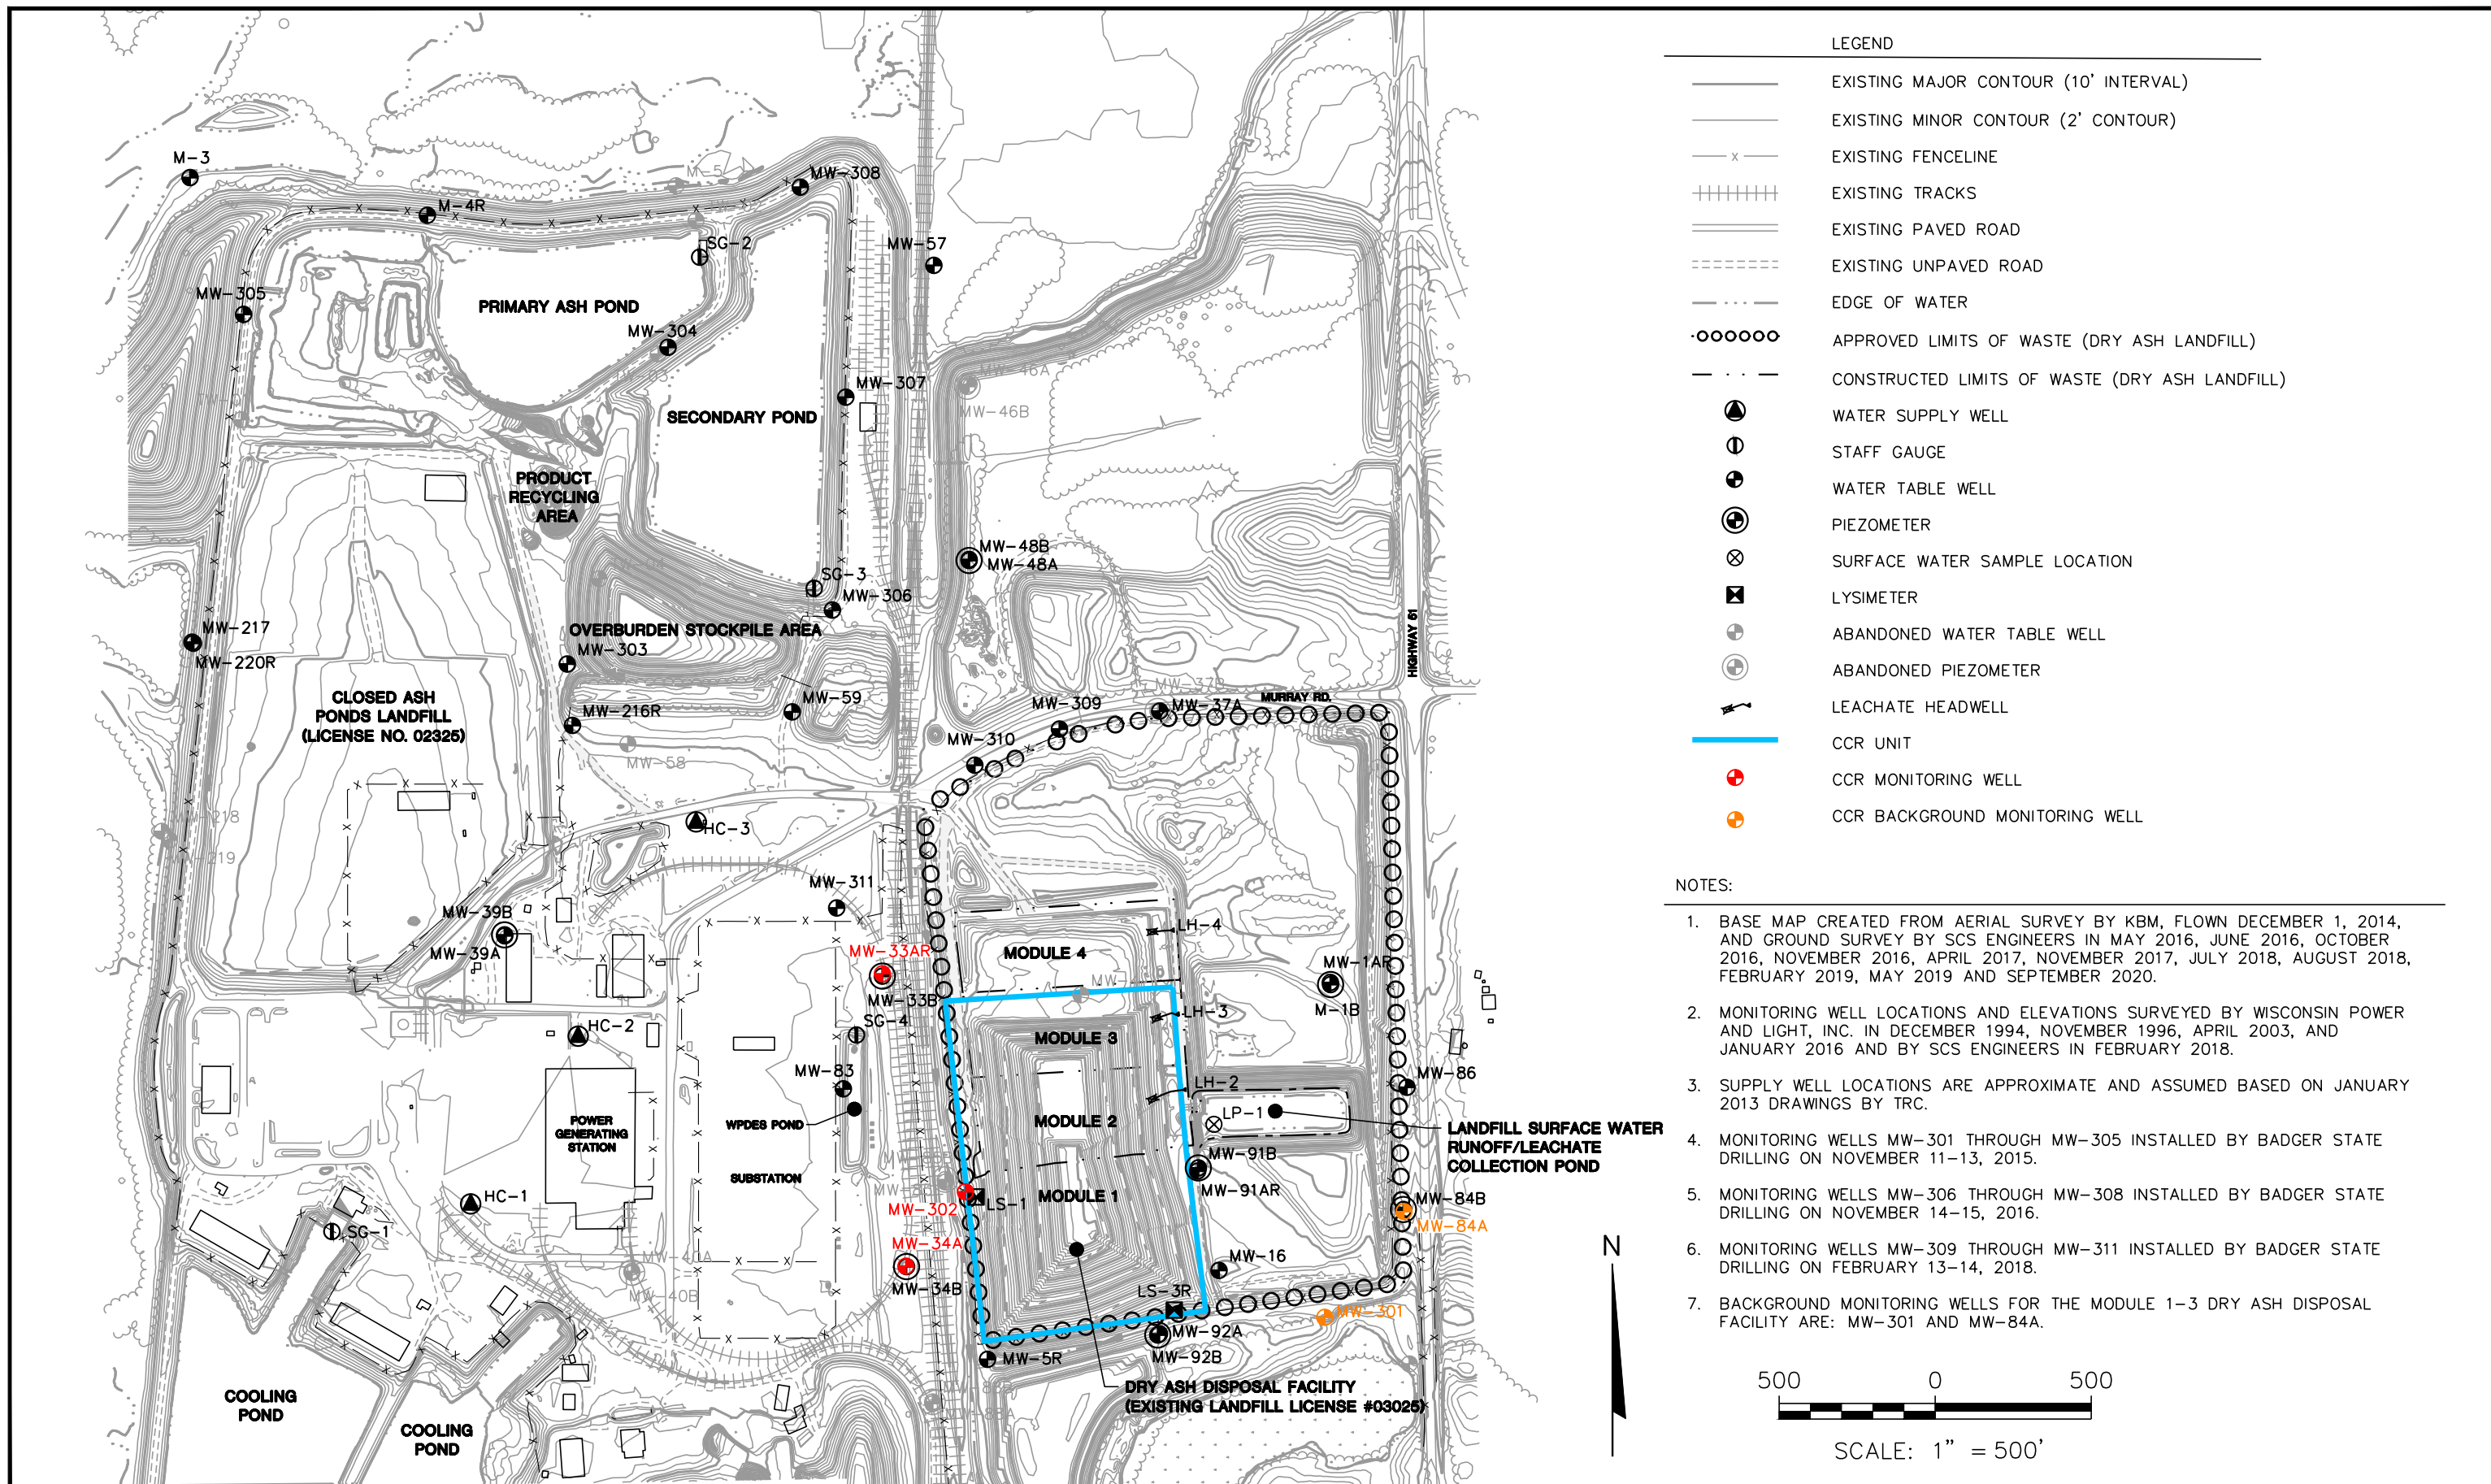 M-3
M-4R
M-5
MW-308
SG-2
MW-57
MW-305
PRIMARY ASH POND
MW-304
MW-307
MW-46A
MW-46B
SECONDARY POND
PRODUCT
RECYCLING
AREA
MW-48B
MW-48A
SG-3
MW-306
OVERBURDEN STOCKPILE AREA
MW-217
MW-220R
MW-303
CLOSED ASH
PONDS LANDFILL
(LICENSE NO. 02325)
MW-59
MW-216R
MW-58
MW-309
MW-37B
MW-37A
MURRAY RD.
HIGHWAY 61
MW-310
HC-3
MW-311
MW-39B
MW-39A
MW-33AR
MW-33B
MODULE 4
LH-4
MW-1AR
M-1B
HC-2
SG-4
MODULE 3
LH-3
MW-83
LH-2
MW-86
POWER
GENERATING
STATION
WPDES POND
MODULE 2
LP-1
LANDFILL SURFACE WATER
RUNOFF/LEACHATE
COLLECTION POND
SUBSTATION
MW-91B
MW-91AR
HC-1
SG-1
MW-302
LS-1
MODULE 1
MW-84B
MW-84A
MW-34A
MW-34B
MW-40A
MW-40B
MW-16
LS-3R
MW-301
MW-92A
MW-92B
MW-5R
DRY ASH DISPOSAL FACILITY
(EXISTING LANDFILL LICENSE #03025)
COOLING
POND
COOLING
POND
LEGEND
EXISTING MAJOR CONTOUR (10' INTERVAL)
EXISTING MINOR CONTOUR (2' CONTOUR)
EXISTING FENCELINE
EXISTING TRACKS
EXISTING PAVED ROAD
EXISTING UNPAVED ROAD
EDGE OF WATER
APPROVED LIMITS OF WASTE (DRY ASH LANDFILL)
CONSTRUCTED LIMITS OF WASTE (DRY ASH LANDFILL)
WATER SUPPLY WELL
STAFF GAUGE
WATER TABLE WELL
PIEZOMETER
SURFACE WATER SAMPLE LOCATION
LYSIMETER
ABANDONED WATER TABLE WELL
ABANDONED PIEZOMETER
LEACHATE HEADWELL
CCR UNIT
CCR MONITORING WELL
CCR BACKGROUND MONITORING WELL
NOTES:
1. BASE MAP CREATED FROM AERIAL SURVEY BY KBM, FLOWN DECEMBER 1, 2014,
AND GROUND SURVEY BY SCS ENGINEERS IN MAY 2016, JUNE 2016, OCTOBER
2016, NOVEMBER 2016, APRIL 2017, NOVEMBER 2017, JULY 2018, AUGUST 2018,
FEBRUARY 2019, MAY 2019 AND SEPTEMBER 2020.
2. MONITORING WELL LOCATIONS AND ELEVATIONS SURVEYED BY WISCONSIN POWER
AND LIGHT, INC. IN DECEMBER 1994, NOVEMBER 1996, APRIL 2003, AND
JANUARY 2016 AND BY SCS ENGINEERS IN FEBRUARY 2018.
3. SUPPLY WELL LOCATIONS ARE APPROXIMATE AND ASSUMED BASED ON JANUARY
2013 DRAWINGS BY TRC.
4. MONITORING WELLS MW-301 THROUGH MW-305 INSTALLED BY BADGER STATE
DRILLING ON NOVEMBER 11-13, 2015.
5. MONITORING WELLS MW-306 THROUGH MW-308 INSTALLED BY BADGER STATE
DRILLING ON NOVEMBER 14-15, 2016.
6. MONITORING WELLS MW-309 THROUGH MW-311 INSTALLED BY BADGER STATE
DRILLING ON FEBRUARY 13-14, 2018.
7. BACKGROUND MONITORING WELLS FOR THE MODULE 1-3 DRY ASH DISPOSAL
FACILITY ARE: MW-301 AND MW-84A.
N
500 0 500
SCALE: 1" = 500'